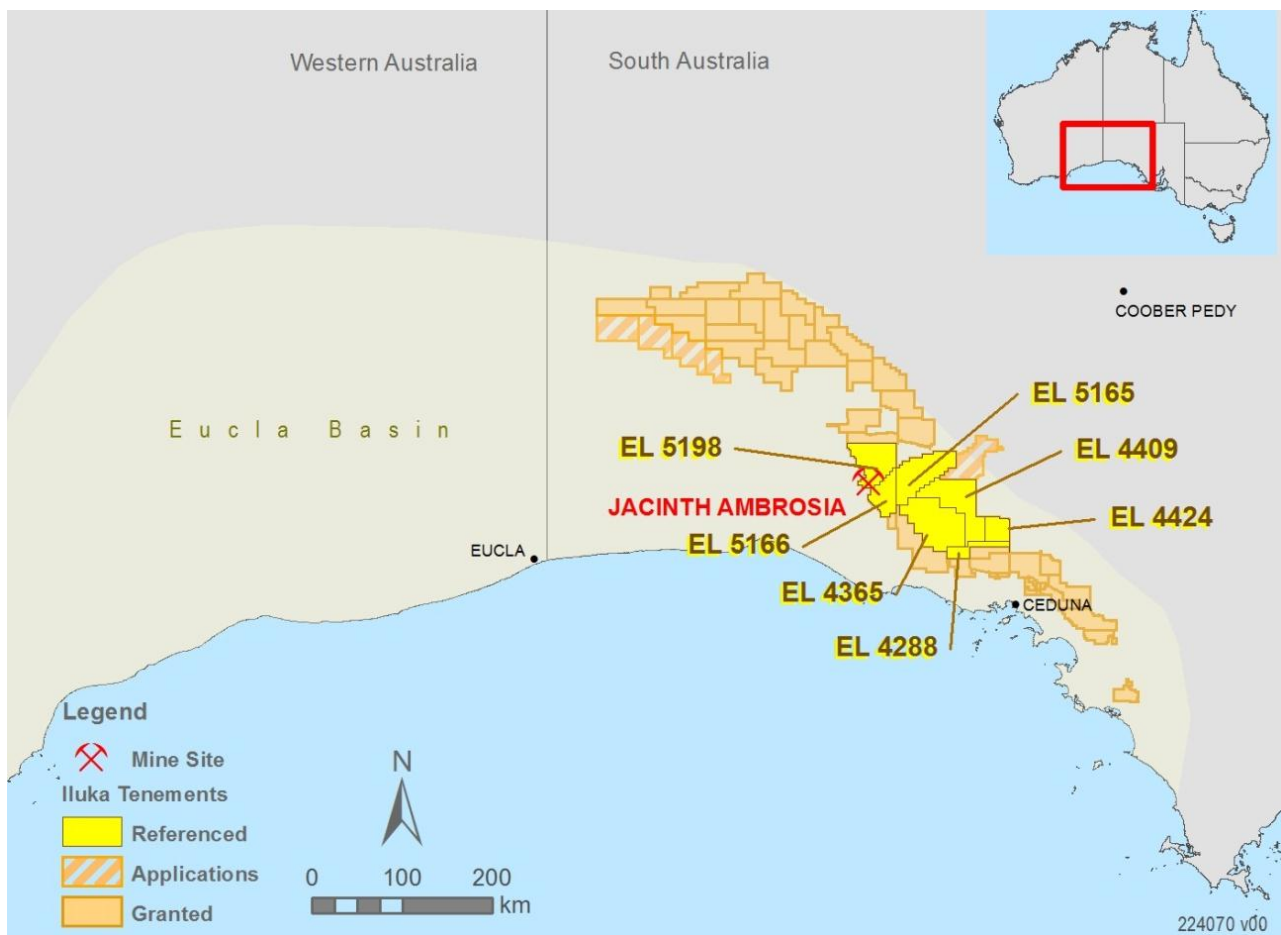 Western Australia
South Australia
COOBER PEDY
Eucla Basin
EL 5165
EL 5198
EL 4409
JACINTH AMBROSIA
EL 4424
EL 5166
EUCLA
EL 4365
CEDUNA
EL 4288
Legend
Mine Site
Iluka Tenements
Referenced
Applications
Granted
N
0 100 200
km
224070 v00